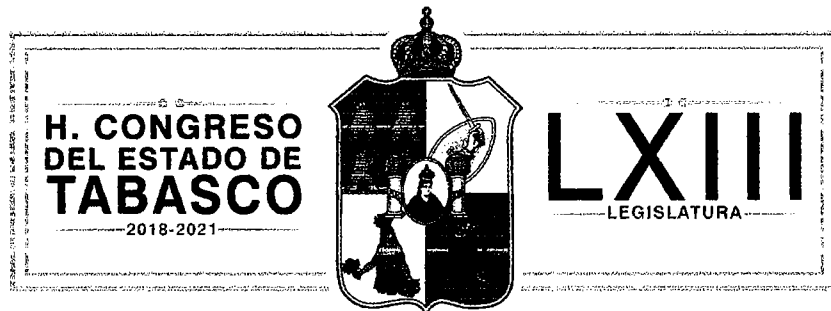 H. CONGRESO
DEL ESTADO DE
TABASCO
2018-2021
LXIII
LEGISLATURA